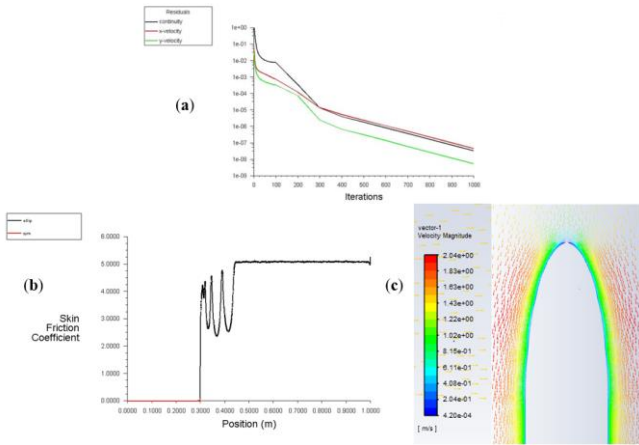 Residuals
continuity
x-velocity
y-velocity
1e+00
1e-01
1e-02
1e-03
1e-04
1e-05
1e-06
1e-07
1e-08
1e-09
0 100 200 300 400 500 600 700 800 900 1000
Iterations
(a)
ship
sym
6.0000
5.0000
4.0000
3.0000
2.0000
1.0000
0.0000
(b)
Skin
Friction
Coefficient
0.0000 0.1000 0.2000 0.3000 0.4000 0.5000 0.6000 0.7000 0.8000 0.9000 1.0000
Position (m)
(c)
vector-1
Velocity Magnitude
2.04e+00
1.83e+00
1.63e+00
1.43e+00
1.22e+00
1.02e+00
8.16e-01
6.11e-01
4.08e-01
2.04e-01
4.20e-04
[ m/s ]